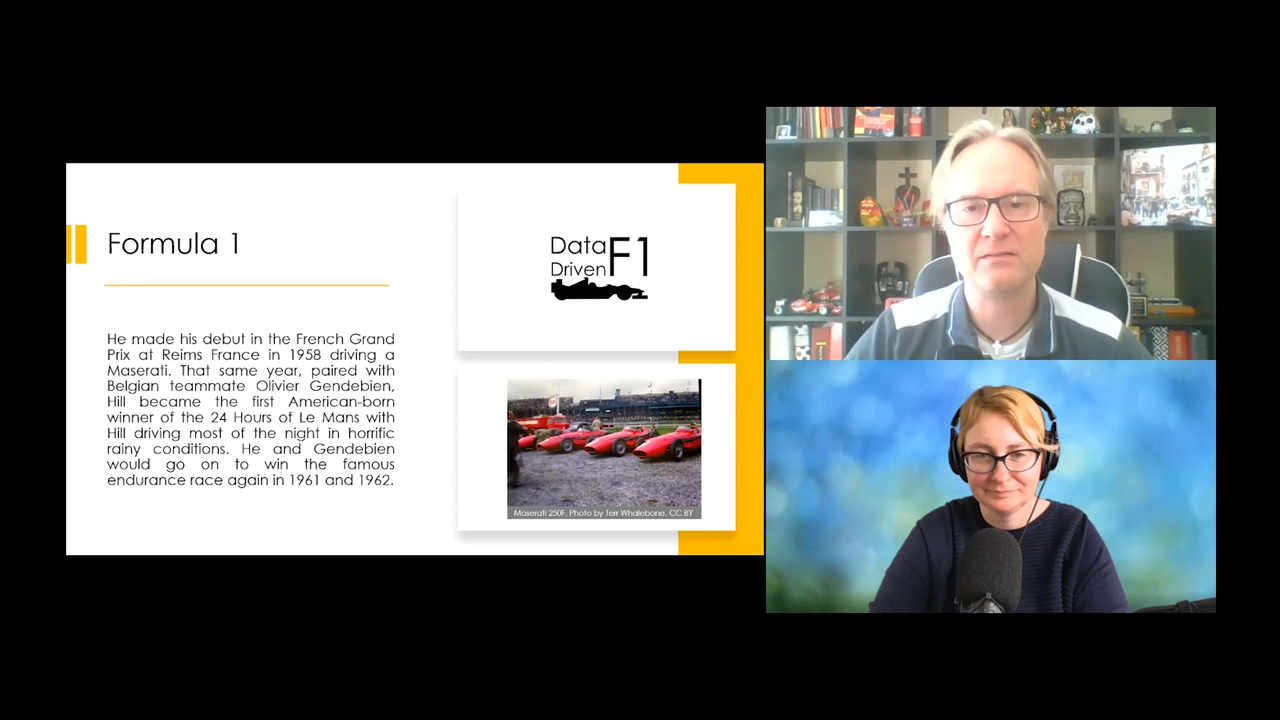 Formula 1
He made his debut in the French Grand
Prix at Reims France in 1958 driving a
Maserati. That same year, paired with
Belgian teammate Olivier Gendebien,
Hill became the first American-born
winner of the 24 Hours of Le Mans with
Hill driving most of the night in horrific
rainy conditions. He and Gendebien
would go on to win the famous
endurance race again in 1961 and 1962.
Data
Driven F1
Maserati 250F. Photo by Terr Whalebone, CC BY